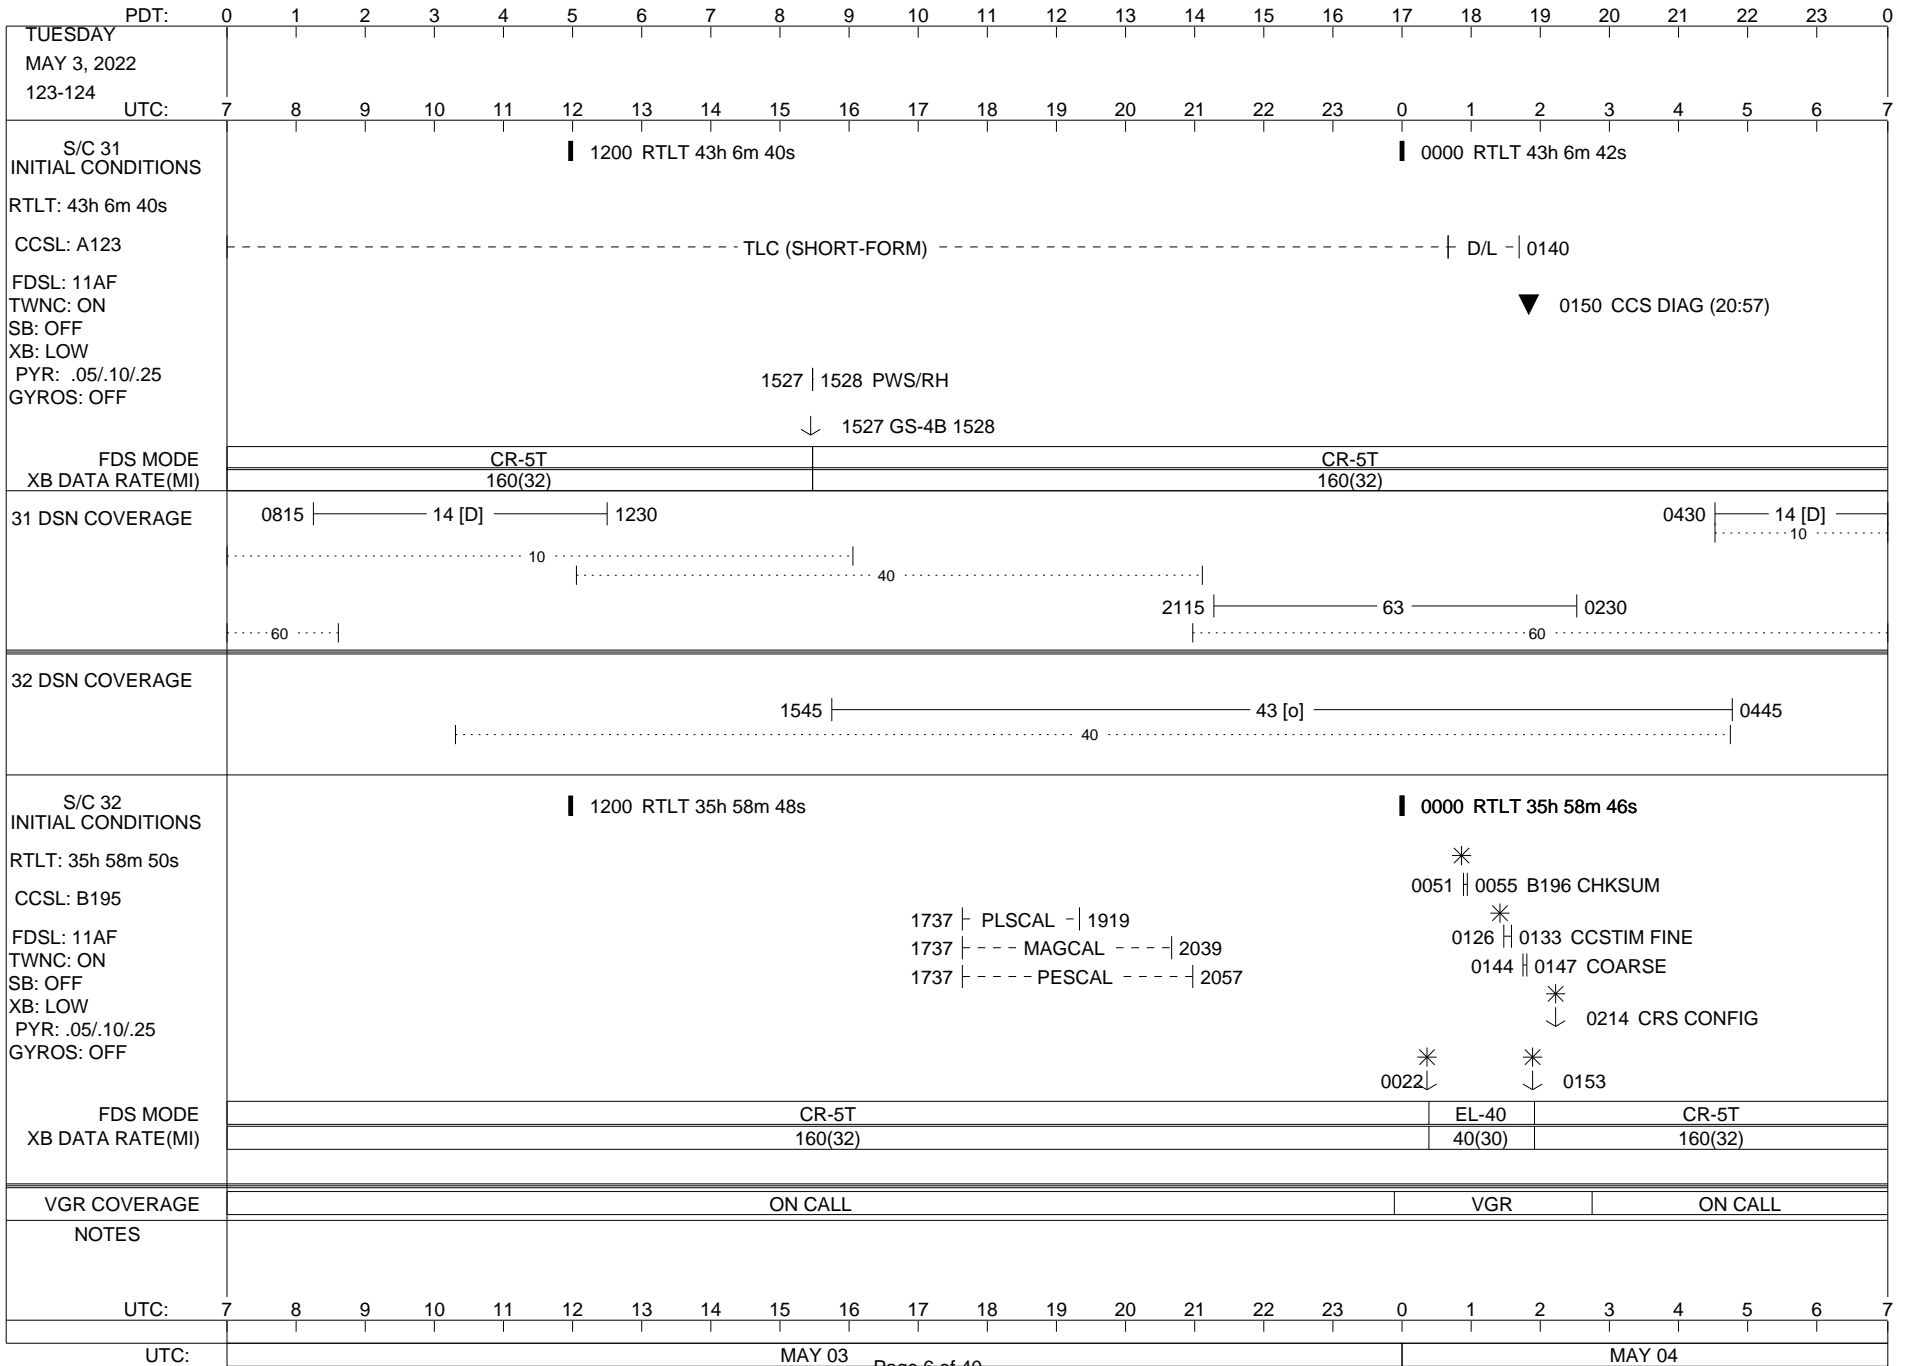 PDT: 0 1 2 3 4 5 6 7 8 9 10 11 12 13 14 15 16 17 18 19 20 21 22 23 0
TUESDAY
MAY 3, 2022
123-124
UTC: 7 8 9 10 11 12 13 14 15 16 17 18 19 20 21 22 23 0 1 2 3 4 5 6 7
S/C 31
INITIAL CONDITIONS
1200 RTLT 43h 6m 40s
0000 RTLT 43h 6m 42s
RTLT: 43h 6m 40s
CCSL: A123
TLC (SHORT-FORM)
D/L
0140
FDSL: 11AF
TWNC: ON
0150 CCS DIAG (20:57)
SB: OFF
XB: LOW
PYR: .05/.10/.25
1527 1528 PWS/RH
GYROS: OFF
1527 GS-4B 1528
FDS MODE CR-5T CR-5T
XB DATA RATE(MI) 160(32) 160(32)
31 DSN COVERAGE
0815 14 [D] 1230
0430 14 [D]
10
10
40
2115 63 0230
60
60
32 DSN COVERAGE
1545 43 [o] 0445
40
S/C 32
INITIAL CONDITIONS
1200 RTLT 35h 58m 48s
0000 RTLT 35h 58m 46s
RTLT: 35h 58m 50s
0051 0055 B196 CHKSUM
CCSL: B195
1737 PLSCAL 1919
FDSL: 11AF
0126 0133 CCSTIM FINE
1737 MAGCAL 2039
TWNC: ON
0144 0147 COARSE
1737 PESCAL 2057
SB: OFF
XB: LOW
0214 CRS CONFIG
PYR: .05/.10/.25
GYROS: OFF
0022
0153
FDS MODE CR-5T EL-40 CR-5T
XB DATA RATE(MI) 160(32) 40(30) 160(32)
VGR COVERAGE ON CALL VGR ON CALL
NOTES
UTC: 7 8 9 10 11 12 13 14 15 16 17 18 19 20 21 22 23 0 1 2 3 4 5 6 7
UTC: MAY 03 MAY 04
Page 6 of 40